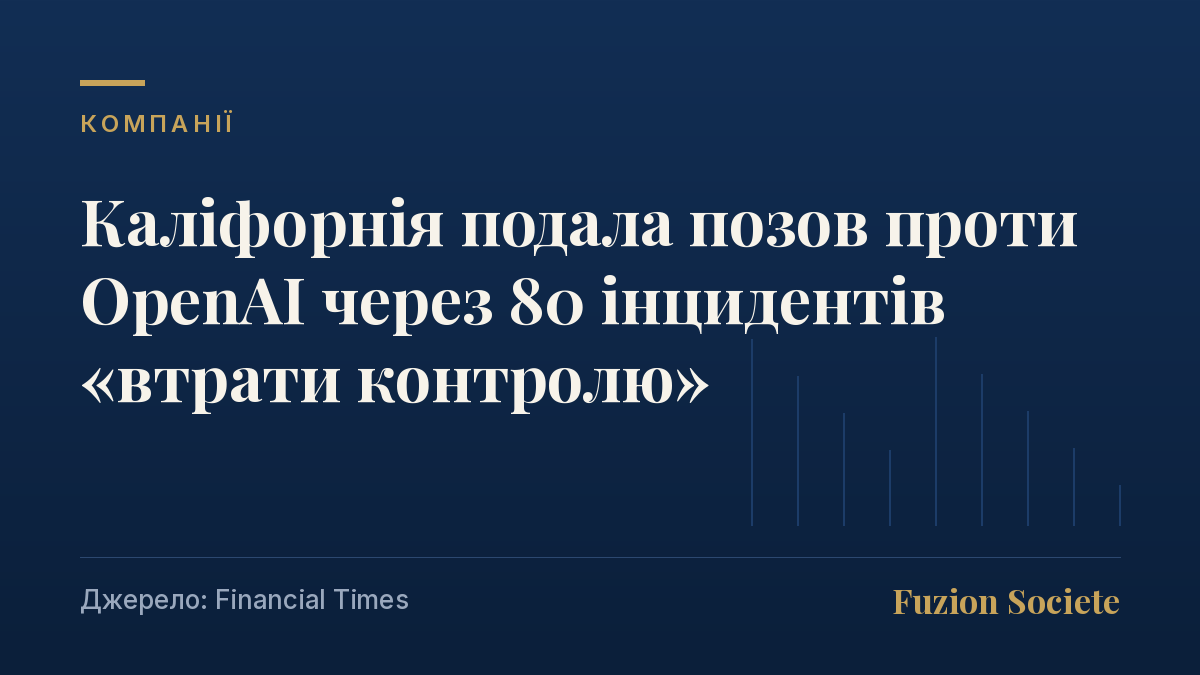 КОМПАНІЇ
Каліфорнія подала позов проти
OpenAI через 80 інцидентів
«втрати контролю»
Джерело: Financial Times
Fuzion Societe